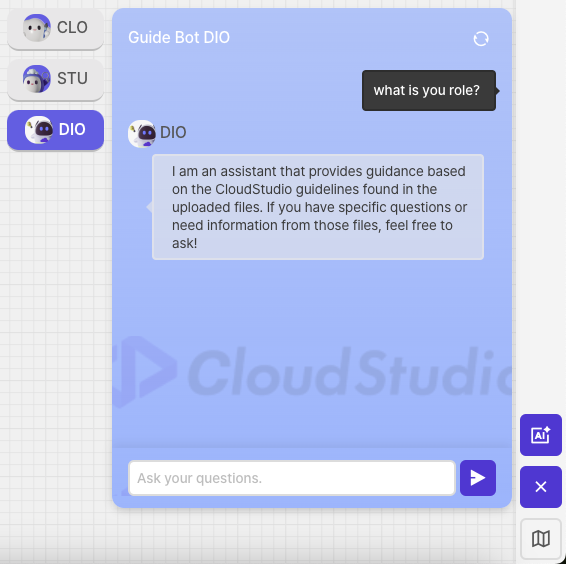 CLO
STU
DIO
Guide Bot DIO
what is you role?
DIO
I am an assistant that provides guidance based
on the CloudStudio guidelines found in the
uploaded files. If you have specific questions or
need information from those files, feel free to
ask!
CloudStudio
Ask your questions.
AI